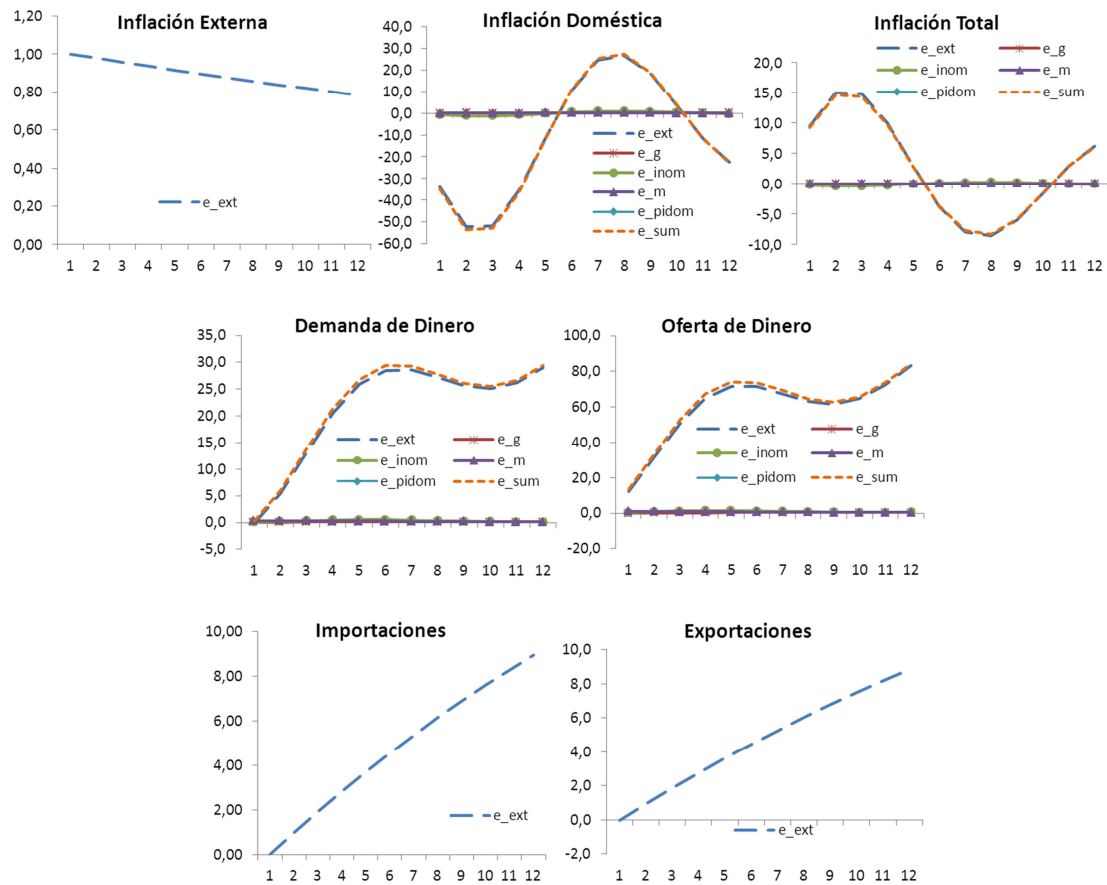 Inflación Externa
1,20
1,00
0,80
0,60
0,40
0,20
0,00
e_ext
1 2 3 4 5 6 7 8 9 10 11 12
Inflación Doméstica
40,0
30,0
20,0
10,0
0,0
-10,0
-20,0
-30,0
-40,0
-50,0
-60,0
e_ext
e_g
e_inom
e_m
e_pidom
e_sum
1 2 3 4 5 6 7 8 9 10 11 12
Inflación Total
e_ext e_g
e_inom e_m
e_pidom e_sum
20,0
15,0
10,0
5,0
0,0
-5,0
-10,0
1 2 3 4 5 6 7 8 9 10 11 12
Demanda de Dinero
35,0
30,0
25,0
20,0
15,0
10,0
5,0
0,0
-5,0
e_ext e_g
e_inom e_m
e_pidom e_sum
1 2 3 4 5 6 7 8 9 10 11 12
Oferta de Dinero
100,0
80,0
60,0
40,0
20,0
0,0
-20,0
e_ext e_g
e_inom e_m
e_pidom e_sum
1 2 3 4 5 6 7 8 9 10 11 12
Importaciones
10,00
8,00
6,00
4,00
2,00
0,00
e_ext
1 2 3 4 5 6 7 8 9 10 11 12
Exportaciones
10,0
8,0
6,0
4,0
2,0
0,0
-2,0
1 2 3 4 5 6 7 8 9 10 11 12
e_ext